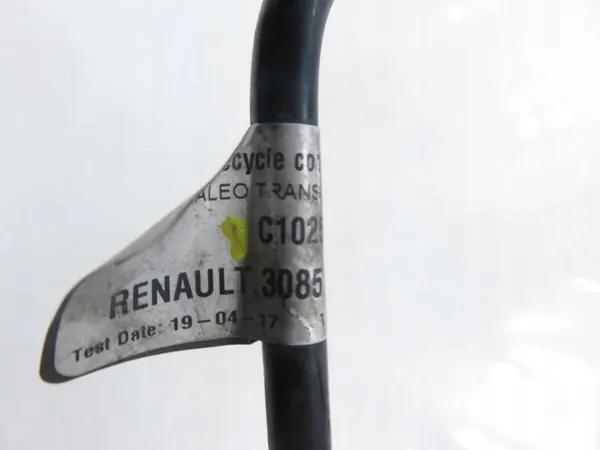 ecycle co
ALEO TRANS
C102
RENAULT 3085
Test Date: 19-04-17